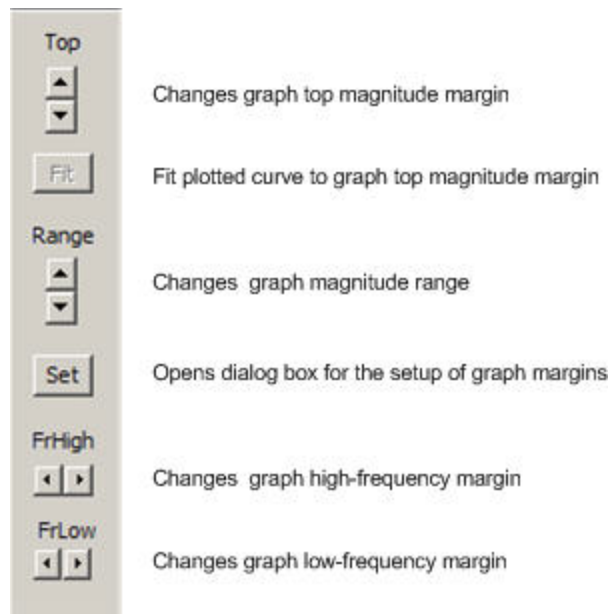 Top
Changes graph top magnitude margin
Fit
Fit plotted curve to graph top magnitude margin
Range
Changes graph magnitude range
Set
Opens dialog box for the setup of graph margins
FrHigh
Changes graph high-frequency margin
FrLow
Changes graph low-frequency margin